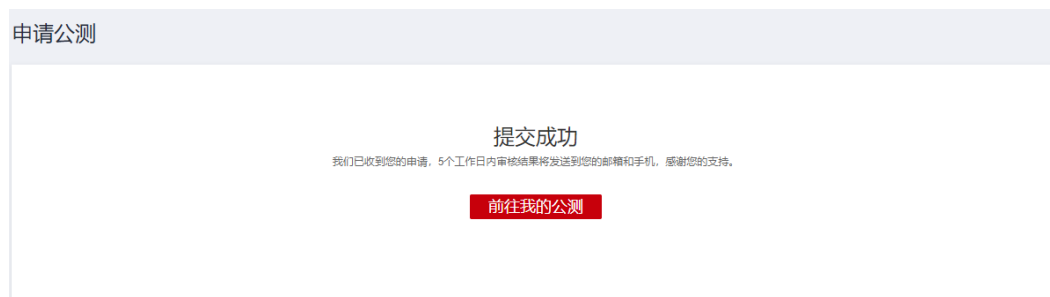 申请公测
提交成功
我们已收到您的申请，5个工作日内审核结果将发送到您的邮箱和手机，感谢您的支持。
前往我的公测